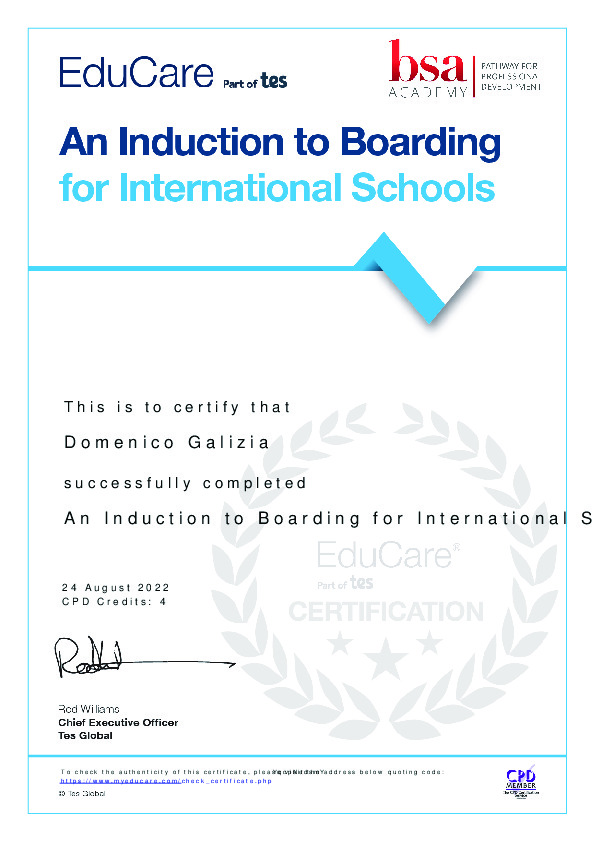 EduCare Part of tes
bsa
ACADEMY
PATHWAY FOR
PROFESSIONAL
DEVELOPMENT
An Induction to Boarding
for International Schools
This is to certify that
Domenico Galizia
successfully completed
An Induction to Boarding for International S
EduCare®
Part of tes
CERTIFICATION
24 August 2022
CPD Credits: 4
Rod Williams
Chief Executive Officer
Tes Global
To check the authenticity of this certificate, please address below quoting code:
https://www.myeducare.com/check_certificate.php
© Tes Global
CPD
MEMBER
The CPD Certification
Service